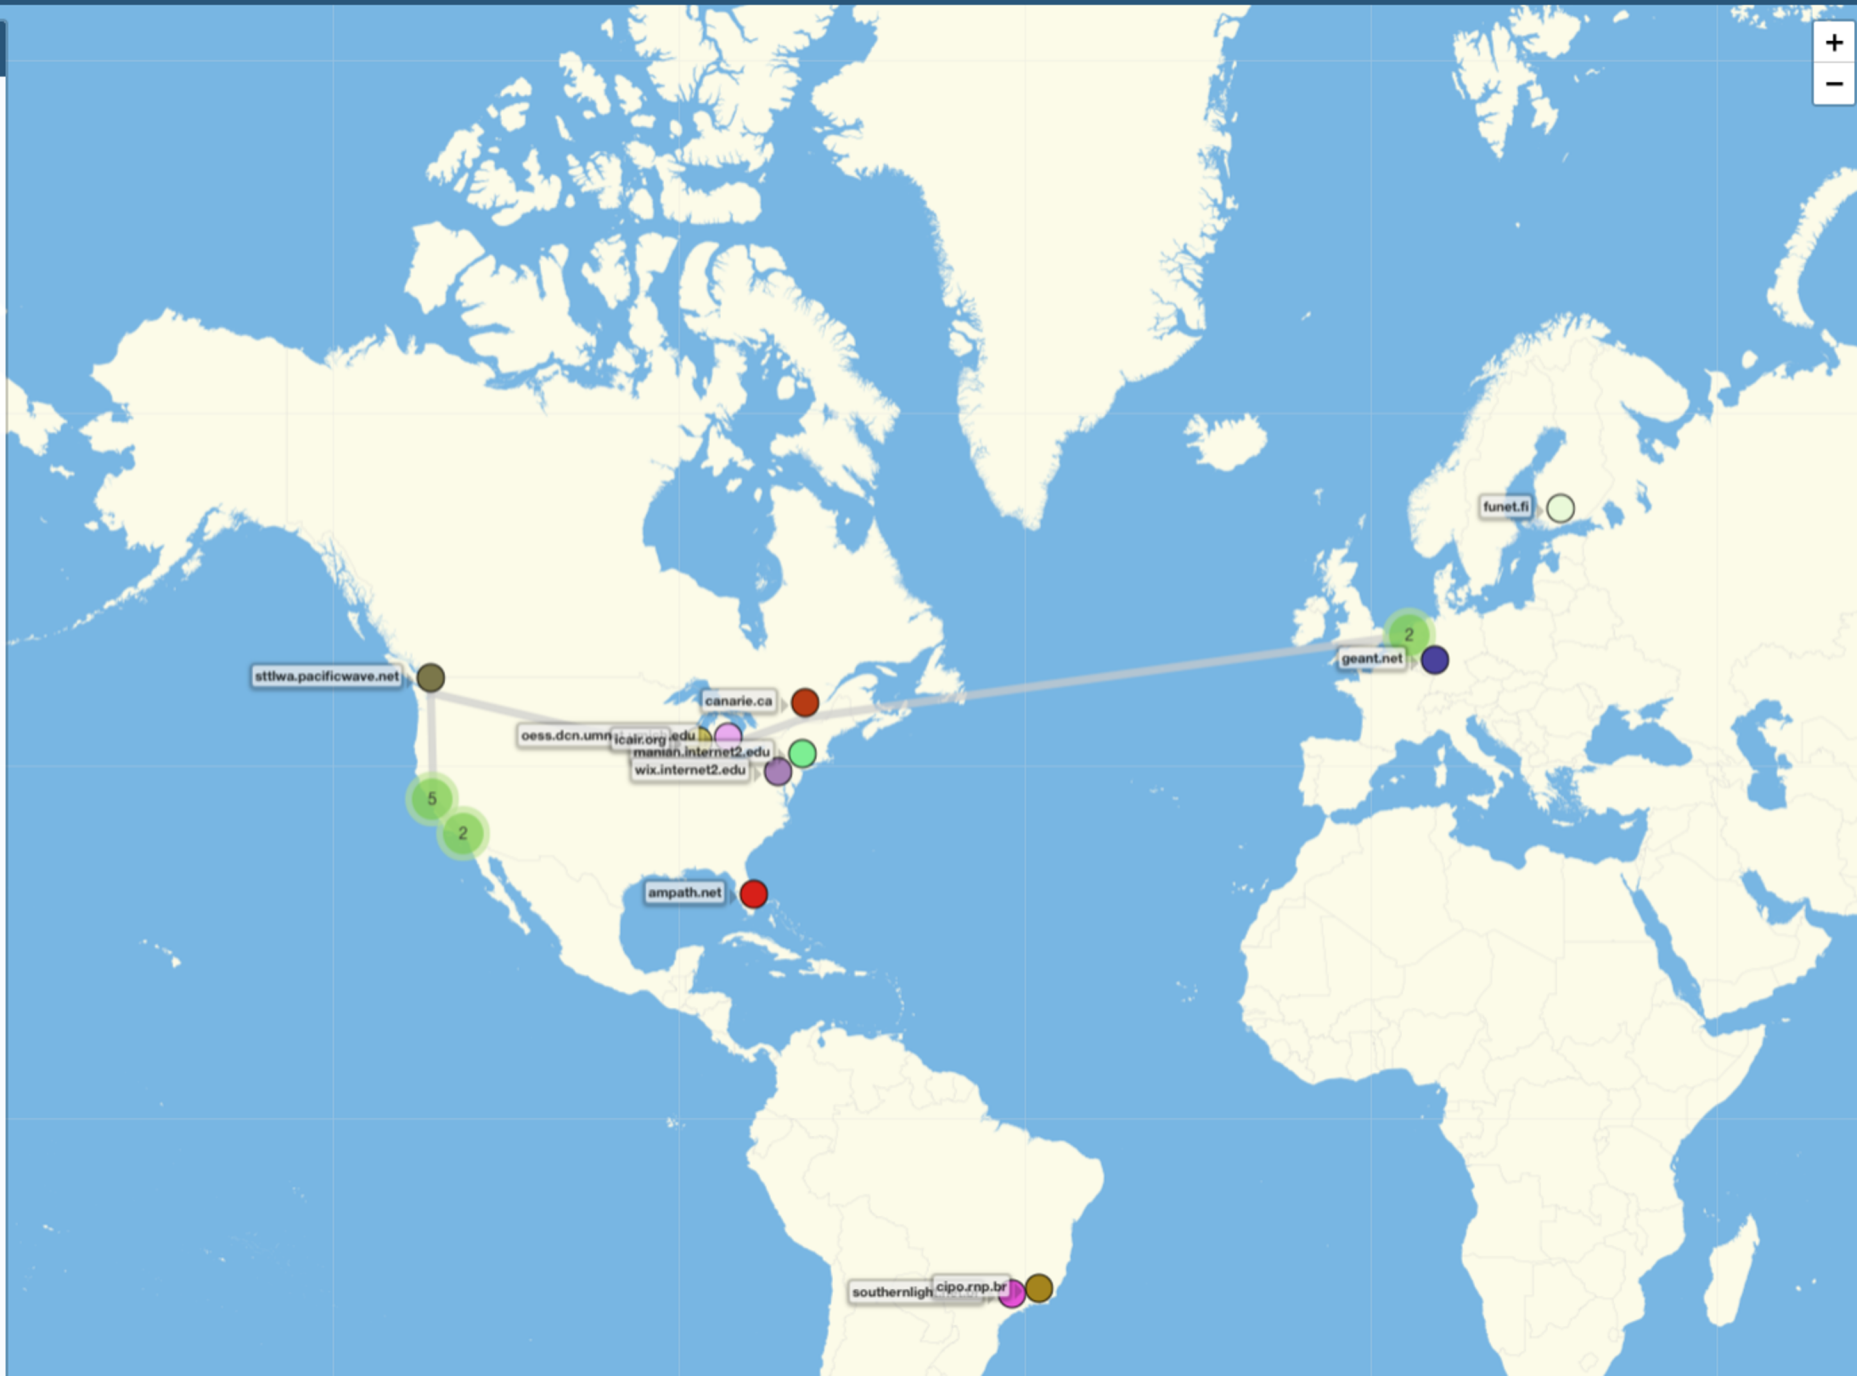 +
−
funet.fi
2
geant.net
sttlwa.pacificwave.net
canarie.ca
oess.dcn.umn
edu
icair.org
manlan.internet2.edu
wix.internet2.edu
5
2
ampath.net
cipo.rnp.br
southernligh